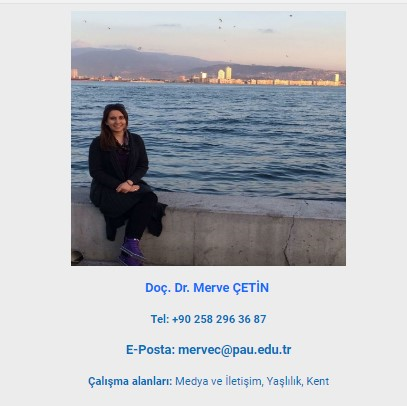 Doç. Dr. Merve ÇETİN
Tel: +90 258 296 36 87
E-Posta: mervec@pau.edu.tr
Çalışma alanları: Medya ve İletişim, Yaşlılık, Kent